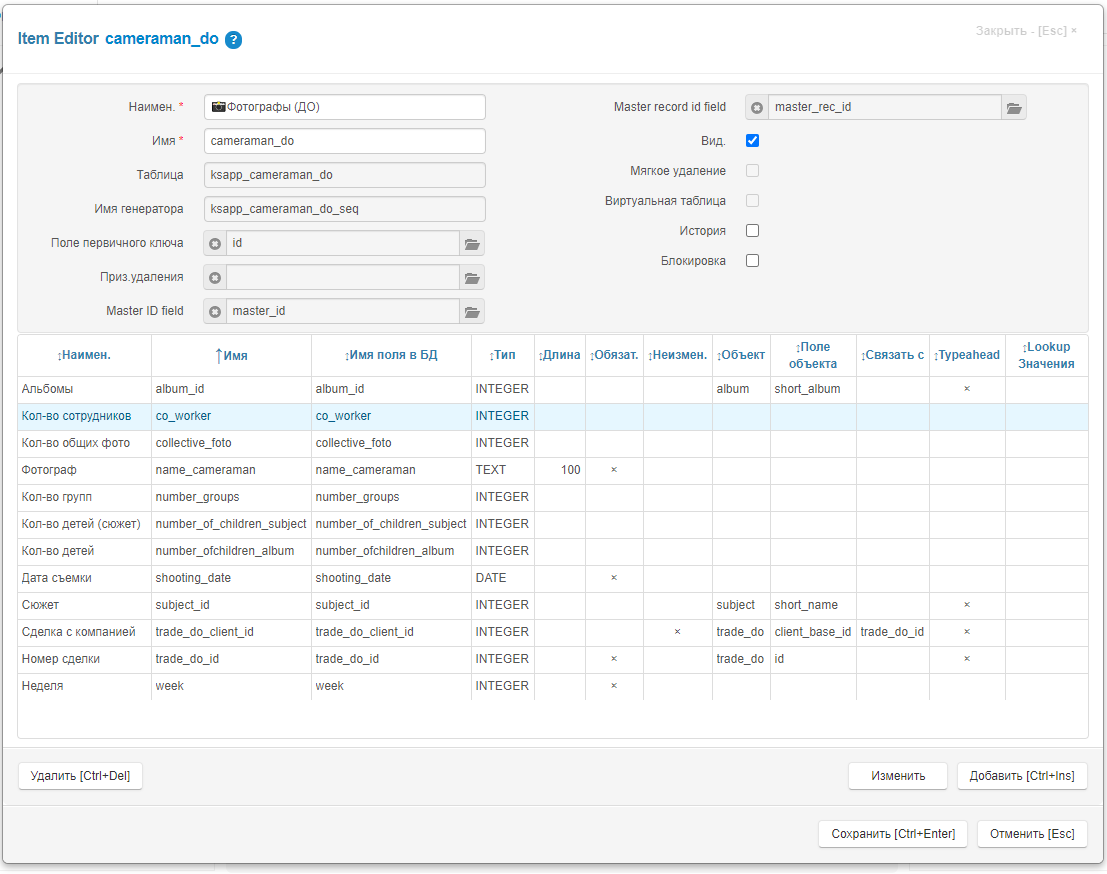 Item Editor cameraman_do ?
Закрыть - [Esc] ×
Наимен. * Фотографы (ДО)
Имя * cameraman_do
Таблица ksapp_cameraman_do
Имя генератора ksapp_cameraman_do_seq
Поле первичного ключа id
Приз.удаления
Master ID field master_id
Master record id field master_rec_id
Вид.
Мягкое удаление
Виртуальная таблица
История
Блокировка
↕Наимен. ↑Имя ↕Имя поля в БД ↕Тип ↕Длина ↕Обязат. ↕Неизмен. ↕Объект ↕Поле объекта ↕Связать с ↕Typeahead ↕Lookup Значения
Альбомы album_id album_id INTEGER album short_album ×
Кол-во сотрудников co_worker co_worker INTEGER
Кол-во общих фото collective_foto collective_foto INTEGER
Фотограф name_cameraman name_cameraman TEXT 100 ×
Кол-во групп number_groups number_groups INTEGER
Кол-во детей (сюжет) number_of_children_subject number_of_children_subject INTEGER
Кол-во детей number_ofchildren_album number_ofchildren_album INTEGER
Дата съемки shooting_date shooting_date DATE ×
Сюжет subject_id subject_id INTEGER subject short_name ×
Сделка с компанией trade_do_client_id trade_do_client_id INTEGER × trade_do client_base_id trade_do_id ×
Номер сделки trade_do_id trade_do_id INTEGER × trade_do id ×
Неделя week week INTEGER ×
Удалить [Ctrl+Del] Изменить Добавить [Ctrl+Ins]
Сохранить [Ctrl+Enter] Отменить [Esc]